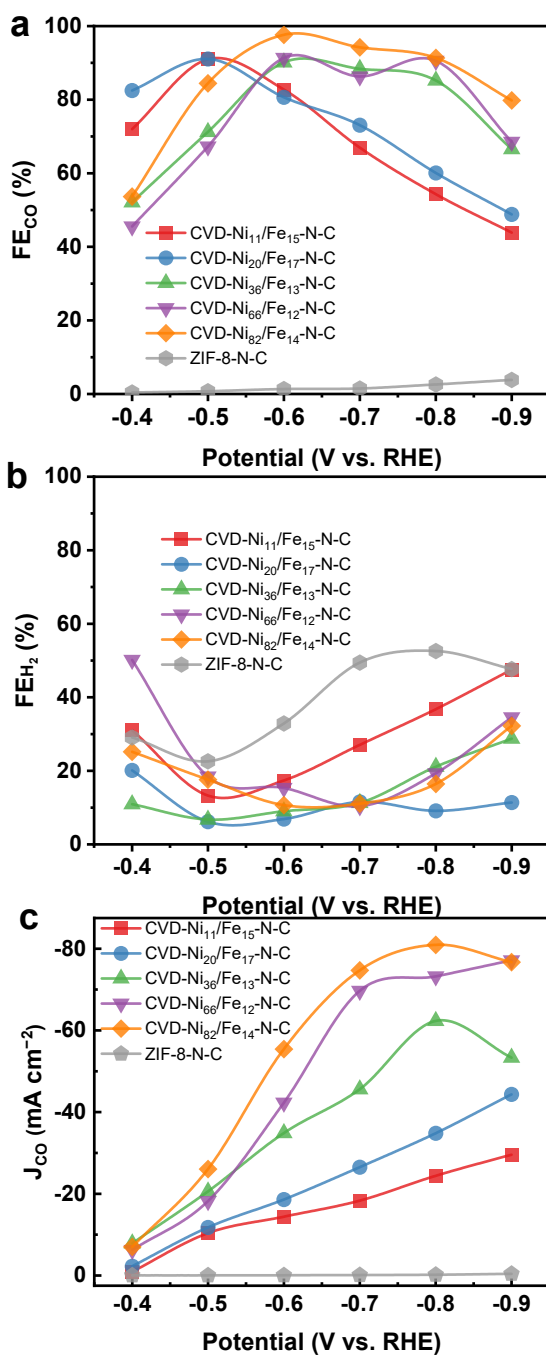 a
100
80
60
40
20
0
FE_CO (%)
CVD-Ni₁₁/Fe₁₅-N-C
CVD-Ni₂₀/Fe₁₇-N-C
CVD-Ni₃₆/Fe₁₃-N-C
CVD-Ni₆₆/Fe₁₂-N-C
CVD-Ni₈₂/Fe₁₄-N-C
ZIF-8-N-C
-0.4 -0.5 -0.6 -0.7 -0.8 -0.9
Potential (V vs. RHE)
b
100
80
60
40
20
0
FE_H₂ (%)
CVD-Ni₁₁/Fe₁₅-N-C
CVD-Ni₂₀/Fe₁₇-N-C
CVD-Ni₃₆/Fe₁₃-N-C
CVD-Ni₆₆/Fe₁₂-N-C
CVD-Ni₈₂/Fe₁₄-N-C
ZIF-8-N-C
-0.4 -0.5 -0.6 -0.7 -0.8 -0.9
Potential (V vs. RHE)
c
-80
-60
-40
-20
0
J_CO (mA cm⁻²)
CVD-Ni₁₁/Fe₁₅-N-C
CVD-Ni₂₀/Fe₁₇-N-C
CVD-Ni₃₆/Fe₁₃-N-C
CVD-Ni₆₆/Fe₁₂-N-C
CVD-Ni₈₂/Fe₁₄-N-C
ZIF-8-N-C
-0.4 -0.5 -0.6 -0.7 -0.8 -0.9
Potential (V vs. RHE)